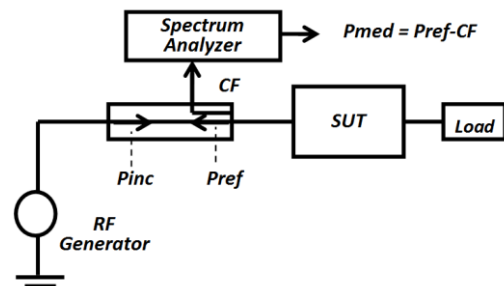 Spectrum
Analyzer
Pmed = Pref-CF
CF
SUT
Load
Pinc
Pref
RF
Generator